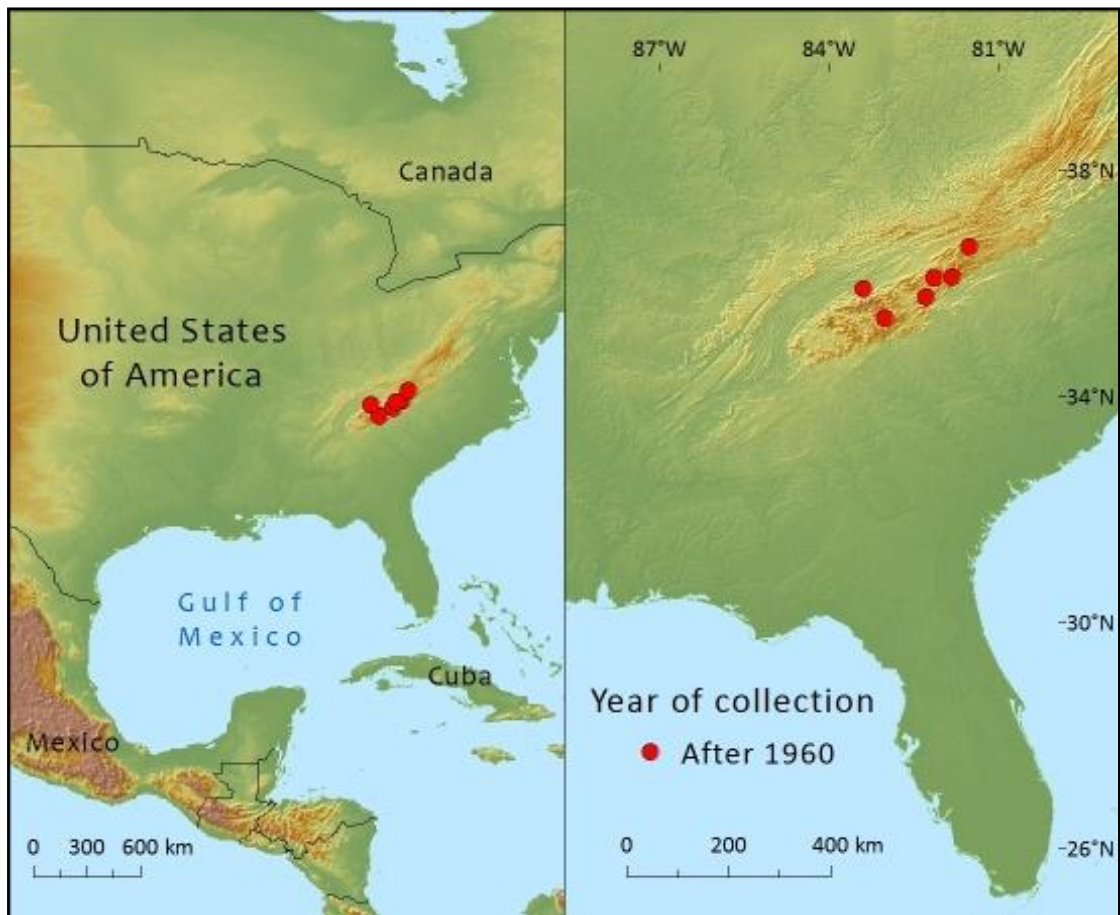 Canada
United States
of America
Gulf of
Mexico
Cuba
Mexico
0 300 600 km
87°W 84°W 81°W
38°N
34°N
30°N
26°N
Year of collection
After 1960
0 200 400 km